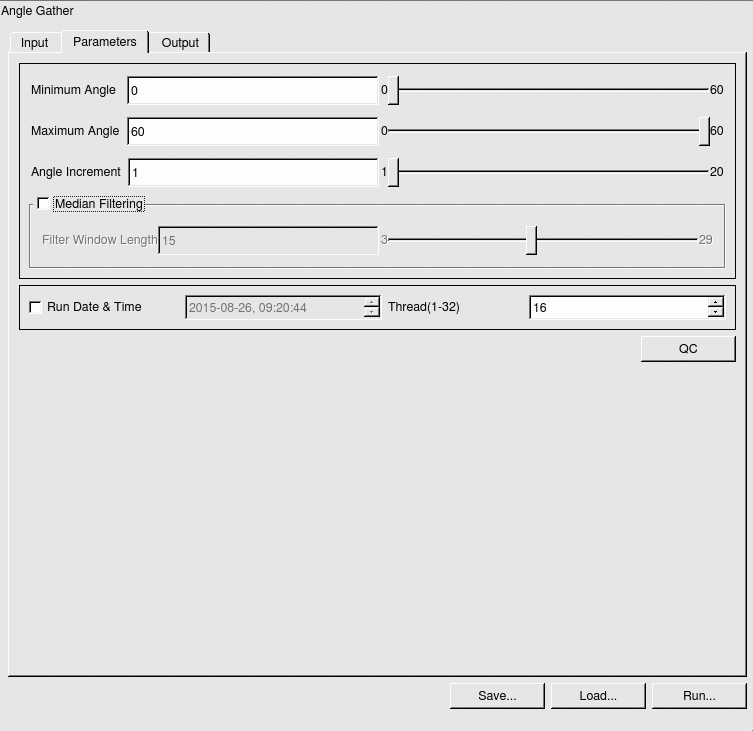 Angle Gather
Input Parameters Output
Minimum Angle 0 0 60
Maximum Angle 60 0 60
Angle Increment 1 1 20
Median Filtering
Filter Window Length 15 3 29
Run Date & Time 2015-08-26, 09:20:44 Thread(1-32) 16
QC
Save... Load... Run...